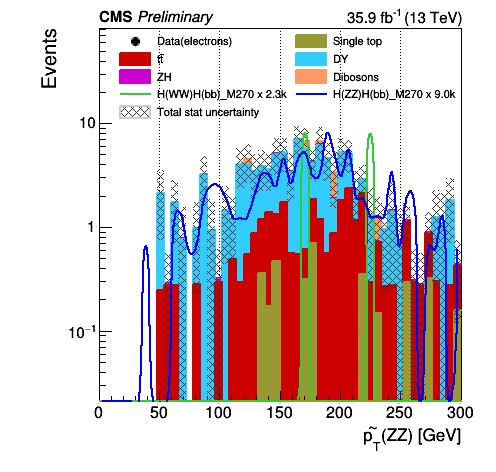 CMS Preliminary 35.9 fb⁻¹ (13 TeV)
Events
Data(electrons) Single top
tt̄ DY
ZH Dibosons
H(WW)H(bb)_M270 x 2.3k H(ZZ)H(bb)_M270 x 9.0k
Total stat uncertainty
10
1
10⁻¹
0 50 100 150 200 250 300
p̃_T(ZZ) [GeV]